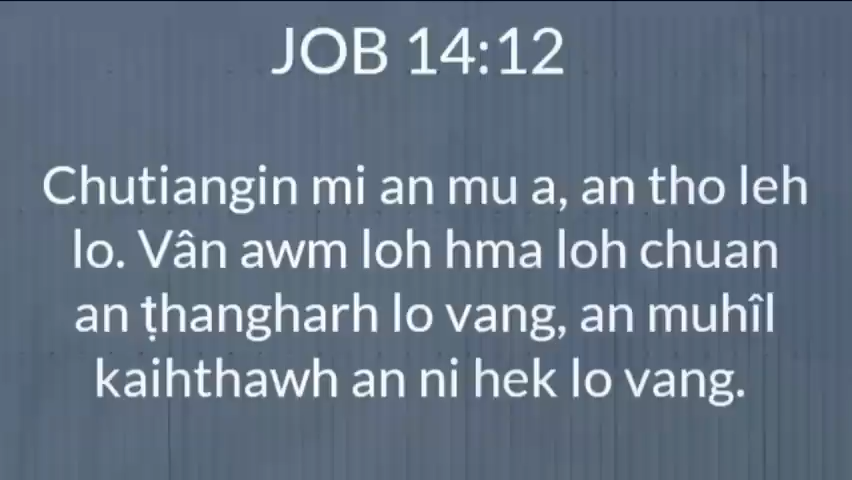 JOB 14:12
Chutiangin mi an mu a, an tho leh
lo. Vân awm loh hma loh chuan
an ṭhangharh lo vang, an muhîl
kaihthawh an ni hek lo vang.